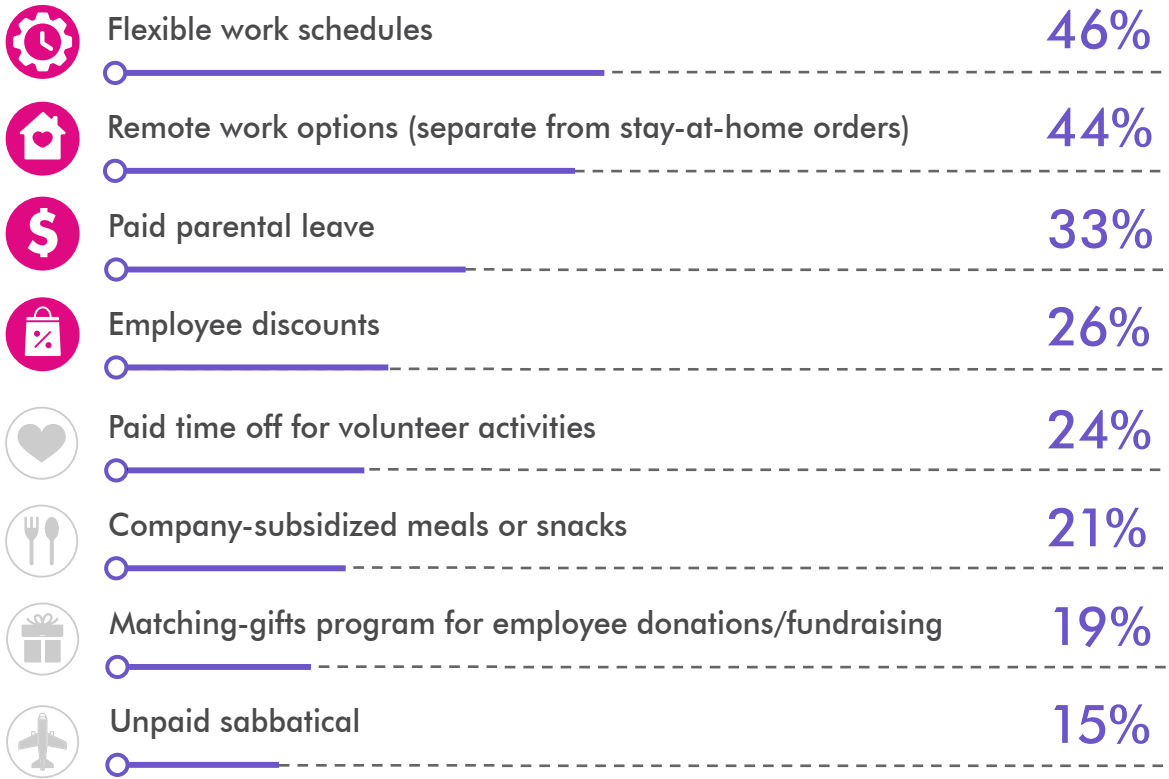 Flexible work schedules 46%
Remote work options (separate from stay-at-home orders) 44%
$ Paid parental leave 33%
% Employee discounts 26%
Paid time off for volunteer activities 24%
Company-subsidized meals or snacks 21%
Matching-gifts program for employee donations/fundraising 19%
Unpaid sabbatical 15%